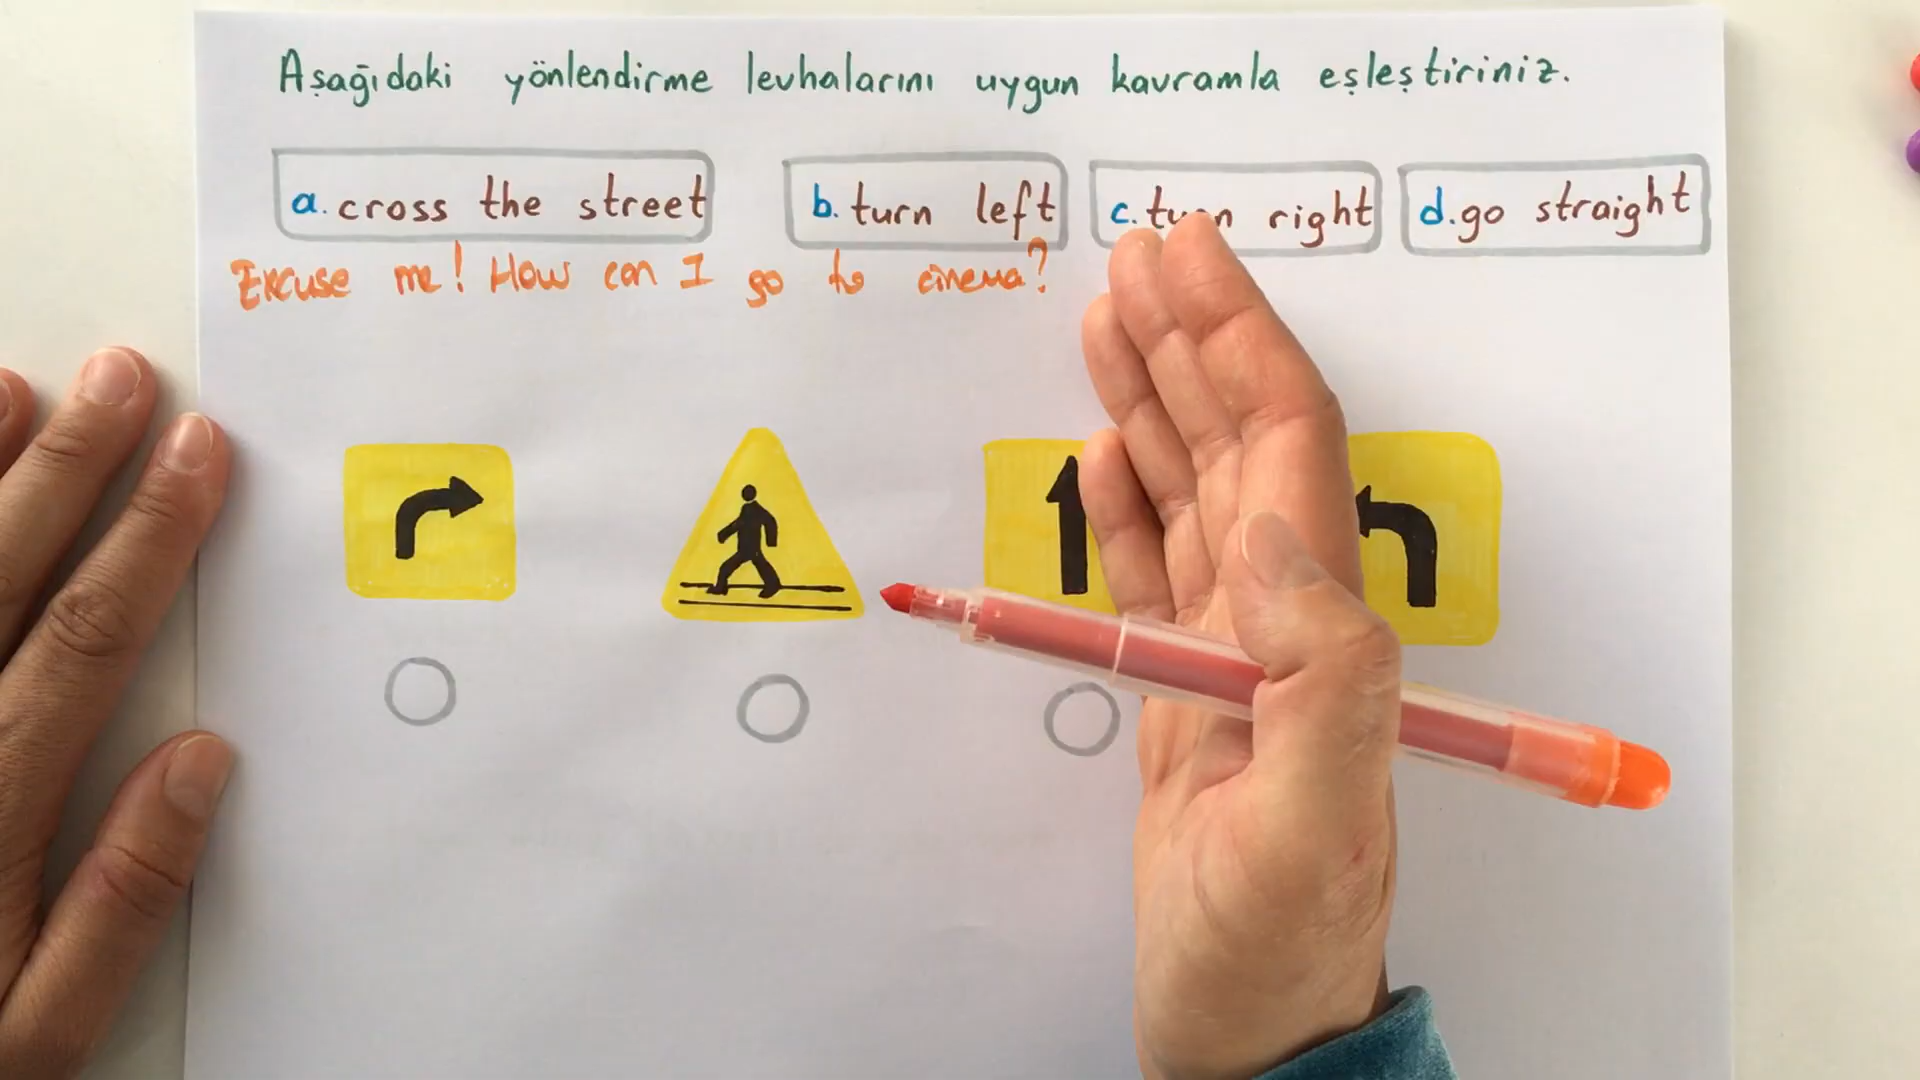 Aşağıdaki yönlendirme levhalarını uygun kavramla eşleştiriniz.
a. cross the street b. turn left c. turn right d. go straight
Excuse me! How can I go to cinema?